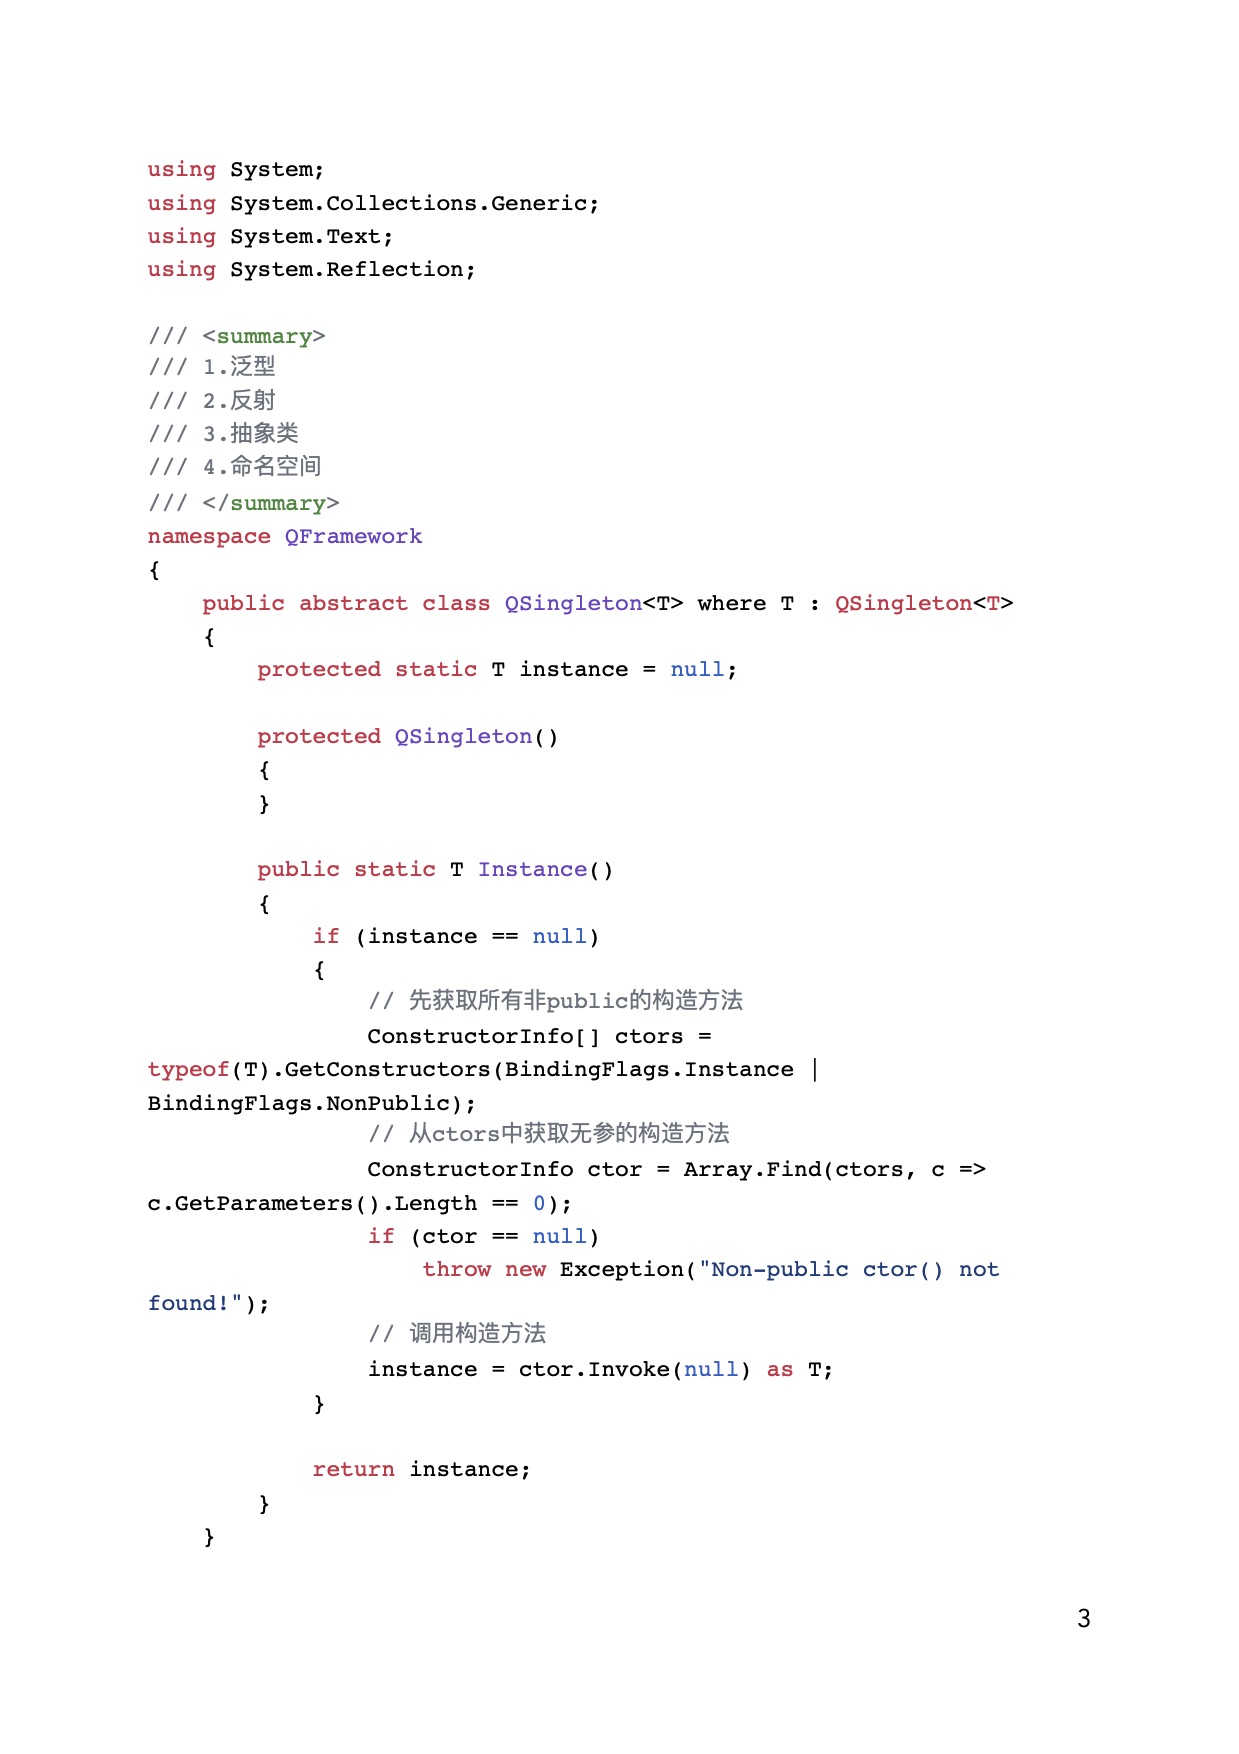 using System;
using System.Collections.Generic;
using System.Text;
using System.Reflection;

/// <summary>
/// 1.泛型
/// 2.反射
/// 3.抽象类
/// 4.命名空间
/// </summary>
namespace QFramework
{
    public abstract class QSingleton<T> where T : QSingleton<T>
    {
        protected static T instance = null;

        protected QSingleton()
        {
        }

        public static T Instance()
        {
            if (instance == null)
            {
                // 先获取所有非public的构造方法
                ConstructorInfo[] ctors =
typeof(T).GetConstructors(BindingFlags.Instance |
BindingFlags.NonPublic);
                // 从ctors中获取无参的构造方法
                ConstructorInfo ctor = Array.Find(ctors, c =>
c.GetParameters().Length == 0);
                if (ctor == null)
                    throw new Exception("Non-public ctor() not
found!");
                // 调用构造方法
                instance = ctor.Invoke(null) as T;
            }

            return instance;
        }
    }
3